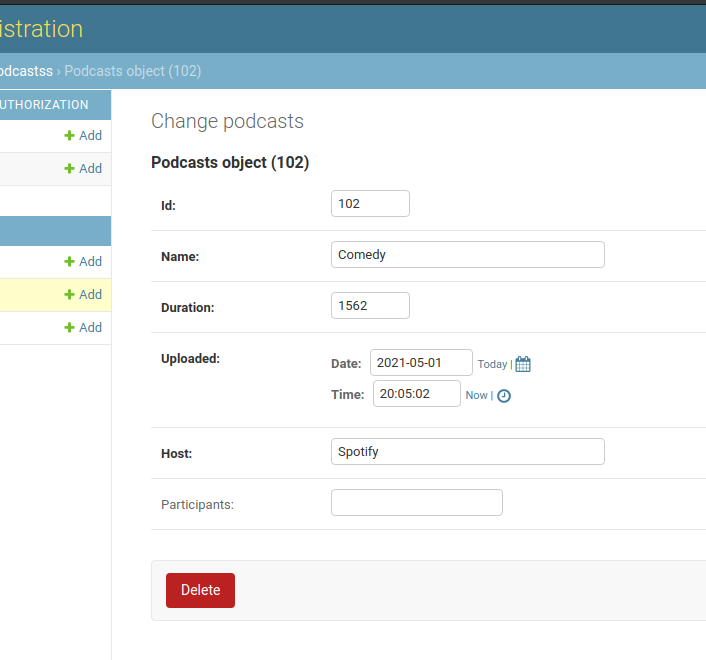 istration
odcastss › Podcasts object (102)
UTHORIZATION
+ Add
+ Add
+ Add
+ Add
+ Add
Change podcasts
Podcasts object (102)
Id: 102
Name: Comedy
Duration: 1562
Uploaded: Date: 2021-05-01 Today |
Time: 20:05:02 Now |
Host: Spotify
Participants:
Delete